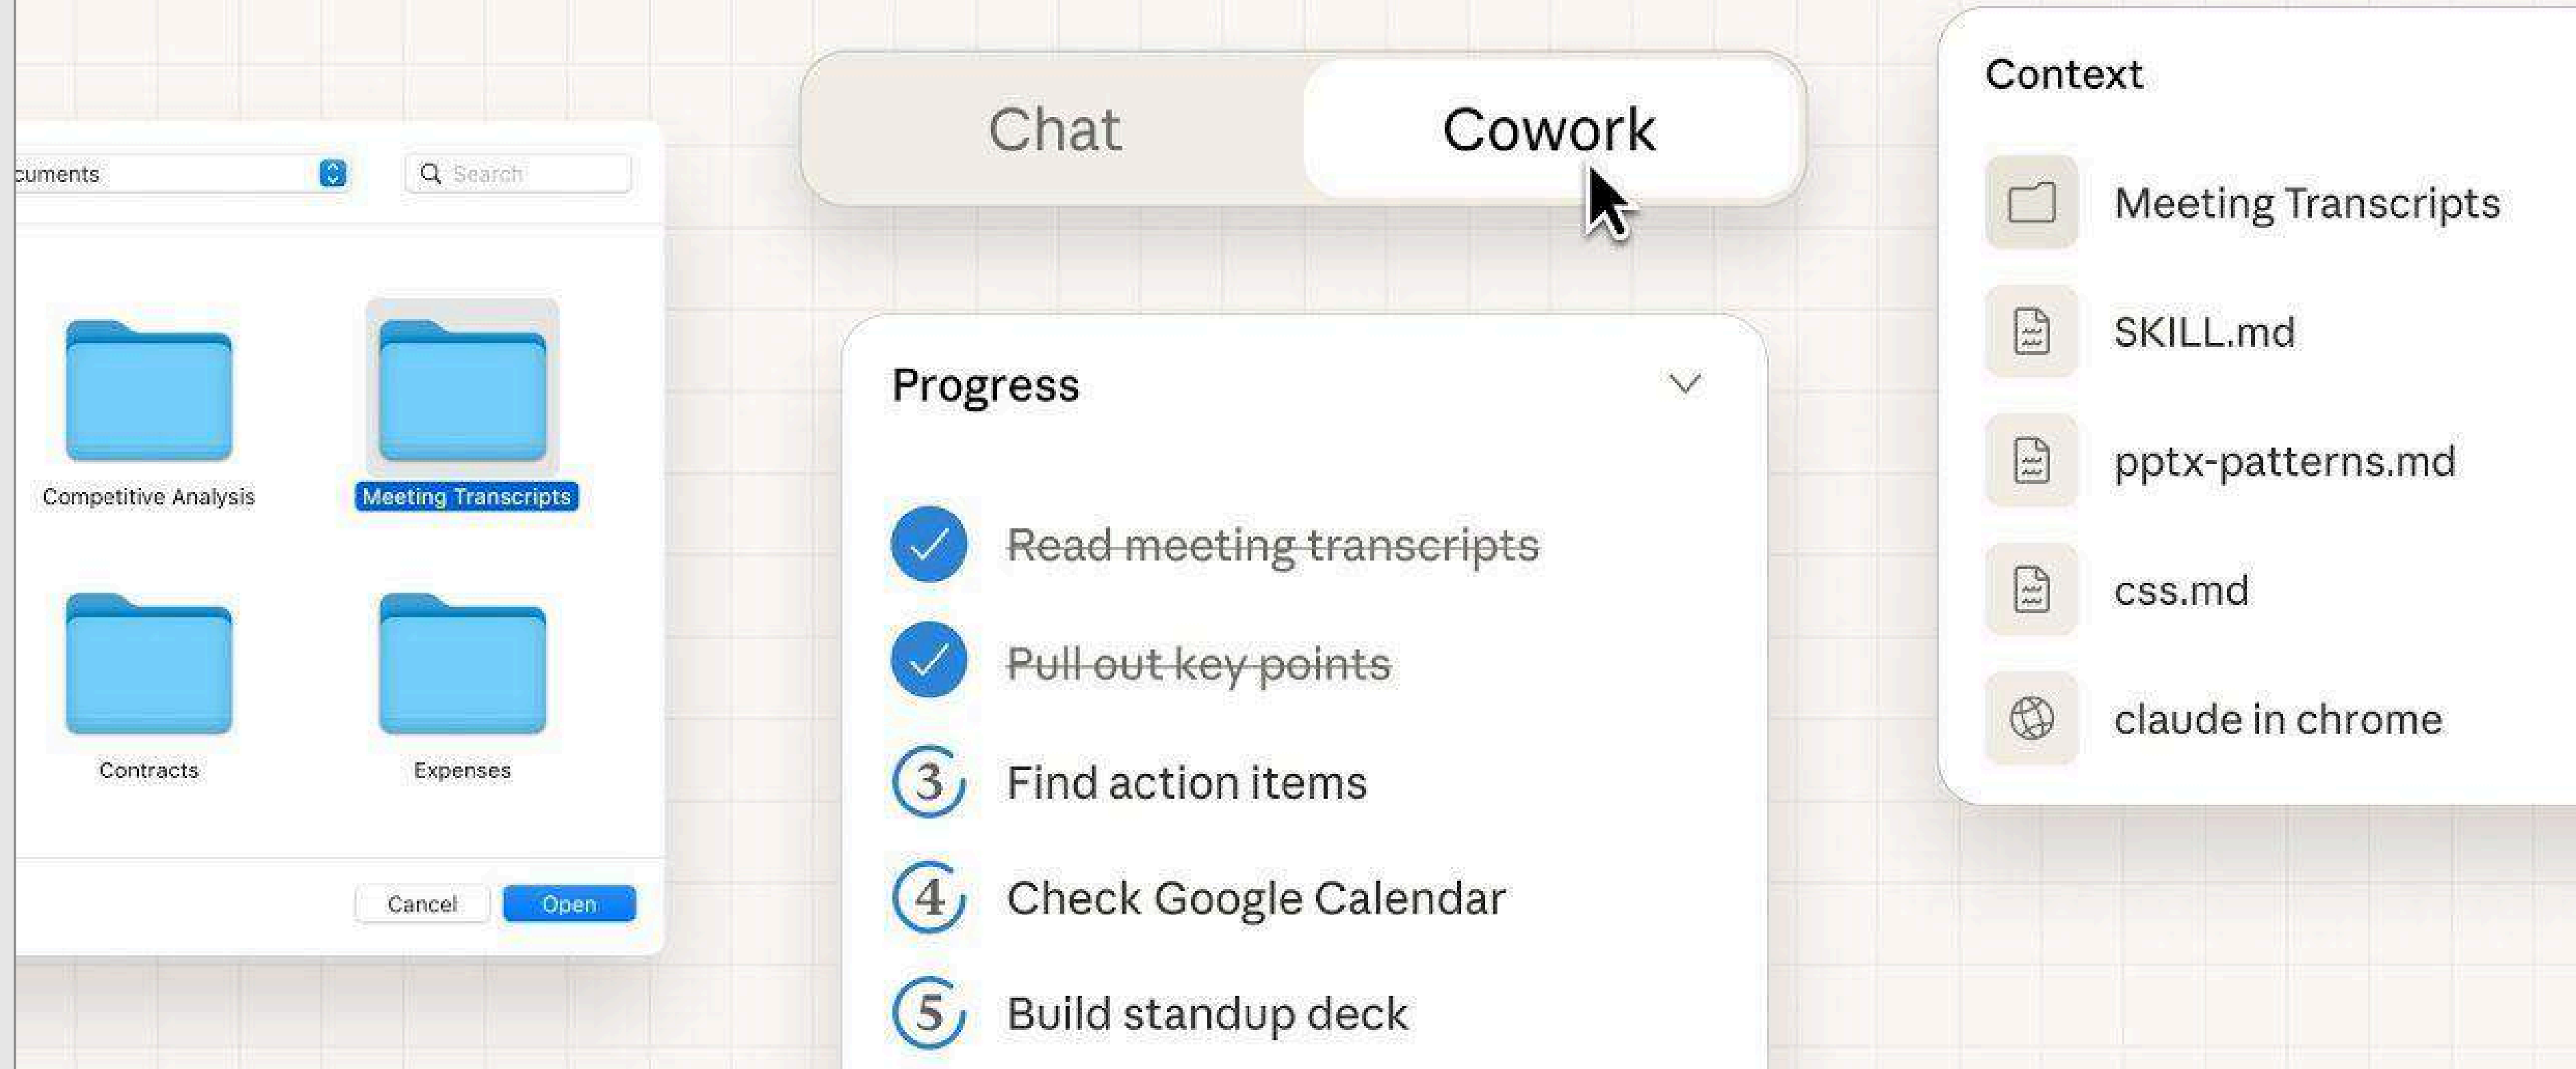 cuments
Search
Competitive Analysis
Meeting Transcripts
Contracts
Expenses
Cancel
Open
Chat
Cowork
Progress
Read meeting transcripts
Pull out key points
3 Find action items
4 Check Google Calendar
5 Build standup deck
Context
Meeting Transcripts
SKILL.md
pptx-patterns.md
css.md
claude in chrome